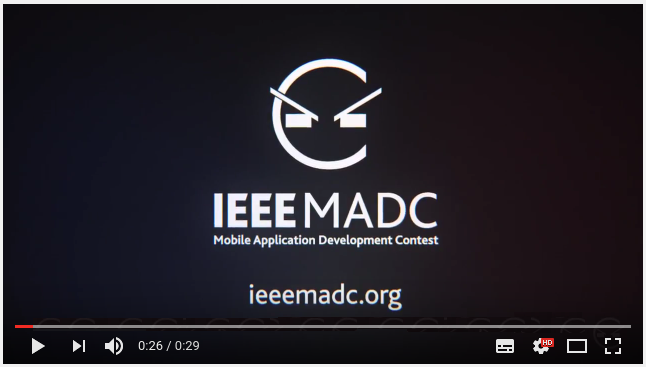 IEEEMADC
Mobile Application Development Contest
ieeemadc.org
0:26 / 0:29
HD